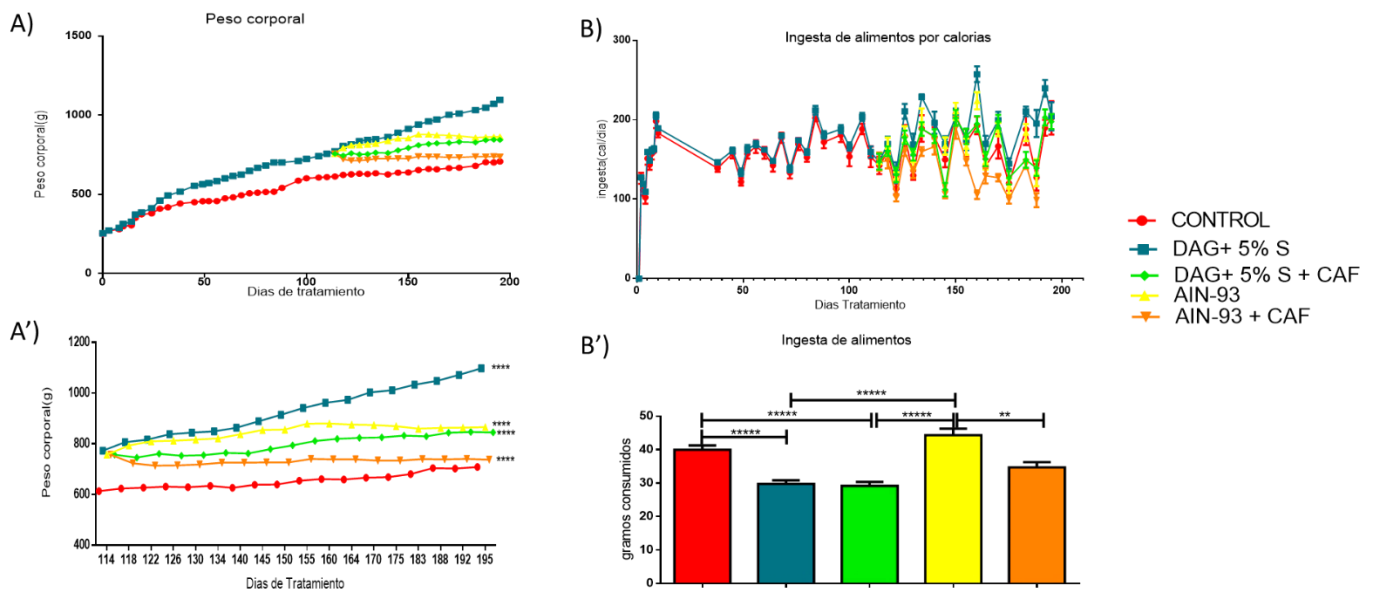 A)
Peso corporal
1500
1000
500
0
Peso corporal(g)
0 50 100 150 200
Dias de tratamiento
B)
Ingesta de alimentos por calorias
300
200
100
0
ingesta(cal/día)
0 50 100 150 200
Dias Tratamiento
CONTROL
DAG+ 5% S
DAG+ 5% S + CAF
AIN-93
AIN-93 + CAF
A')
1200
1000
800
600
400
Peso corporal(g)
****
****
****
****
114 118 122 126 130 134 140 145 150 155 160 164 170 175 183 188 192 195
Dias de Tratamiento
B')
Ingesta de alimentos
50
40
30
20
10
0
gramos consumidos
*****
***** ***** **
*****